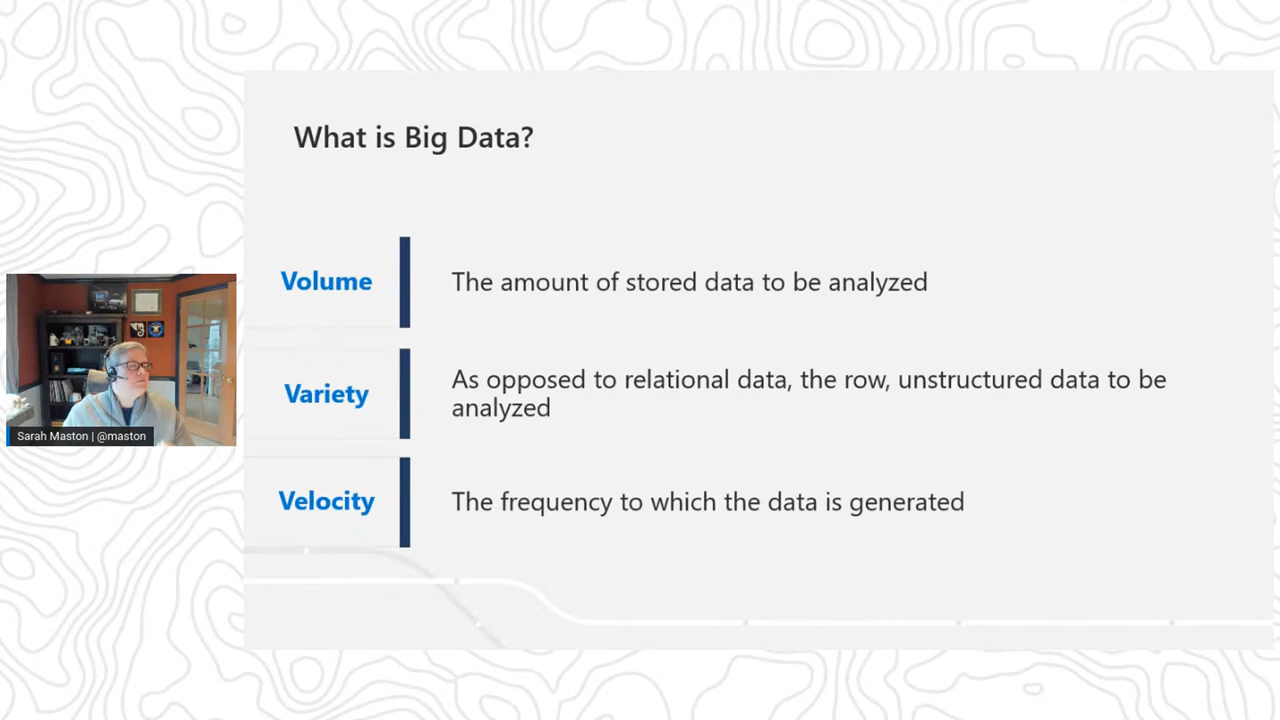 What is Big Data?
Volume
The amount of stored data to be analyzed
Variety
As opposed to relational data, the row, unstructured data to be
analyzed
Velocity
The frequency to which the data is generated
Sarah Maston | @maston